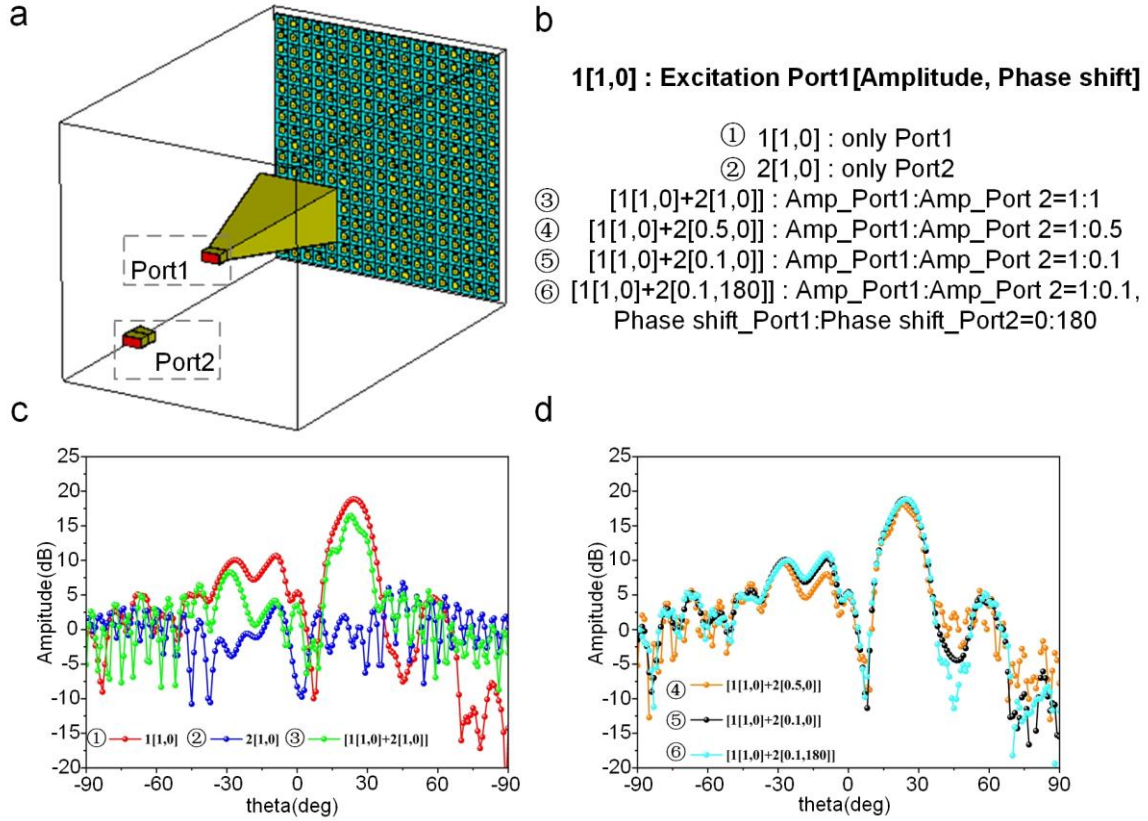 a
Port1
Port2
b
1[1,0] : Excitation Port1[Amplitude, Phase shift]
① 1[1,0] : only Port1
② 2[1,0] : only Port2
③ [1[1,0]+2[1,0]] : Amp_Port1:Amp_Port 2=1:1
④ [1[1,0]+2[0.5,0]] : Amp_Port1:Amp_Port 2=1:0.5
⑤ [1[1,0]+2[0.1,0]] : Amp_Port1:Amp_Port 2=1:0.1
⑥ [1[1,0]+2[0.1,180]] : Amp_Port1:Amp_Port 2=1:0.1,
Phase shift_Port1:Phase shift_Port2=0:180
c
Ampitude(dB)
25
20
15
10
5
0
-5
-10
-15
-20
① 1[1,0] ② 2[1,0] ③ [1[1,0]+2[1,0]]
-90 -60 -30 0 30 60 90
theta(deg)
d
Ampitude(dB)
25
20
15
10
5
0
-5
-10
-15
-20
④ [1[1,0]+2[0.5,0]]
⑤ [1[1,0]+2[0.1,0]]
⑥ [1[1,0]+2[0.1,180]]
-90 -60 -30 0 30 60 90
theta(deg)